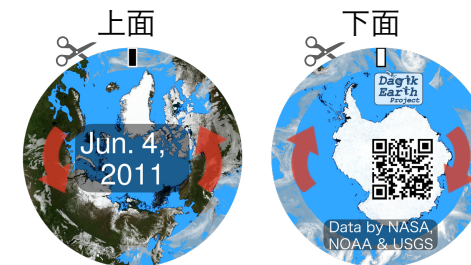 上面
下面
Dagik
Earth
Project
Jun. 4,
2011
Data by NASA,
NOAA & USGS